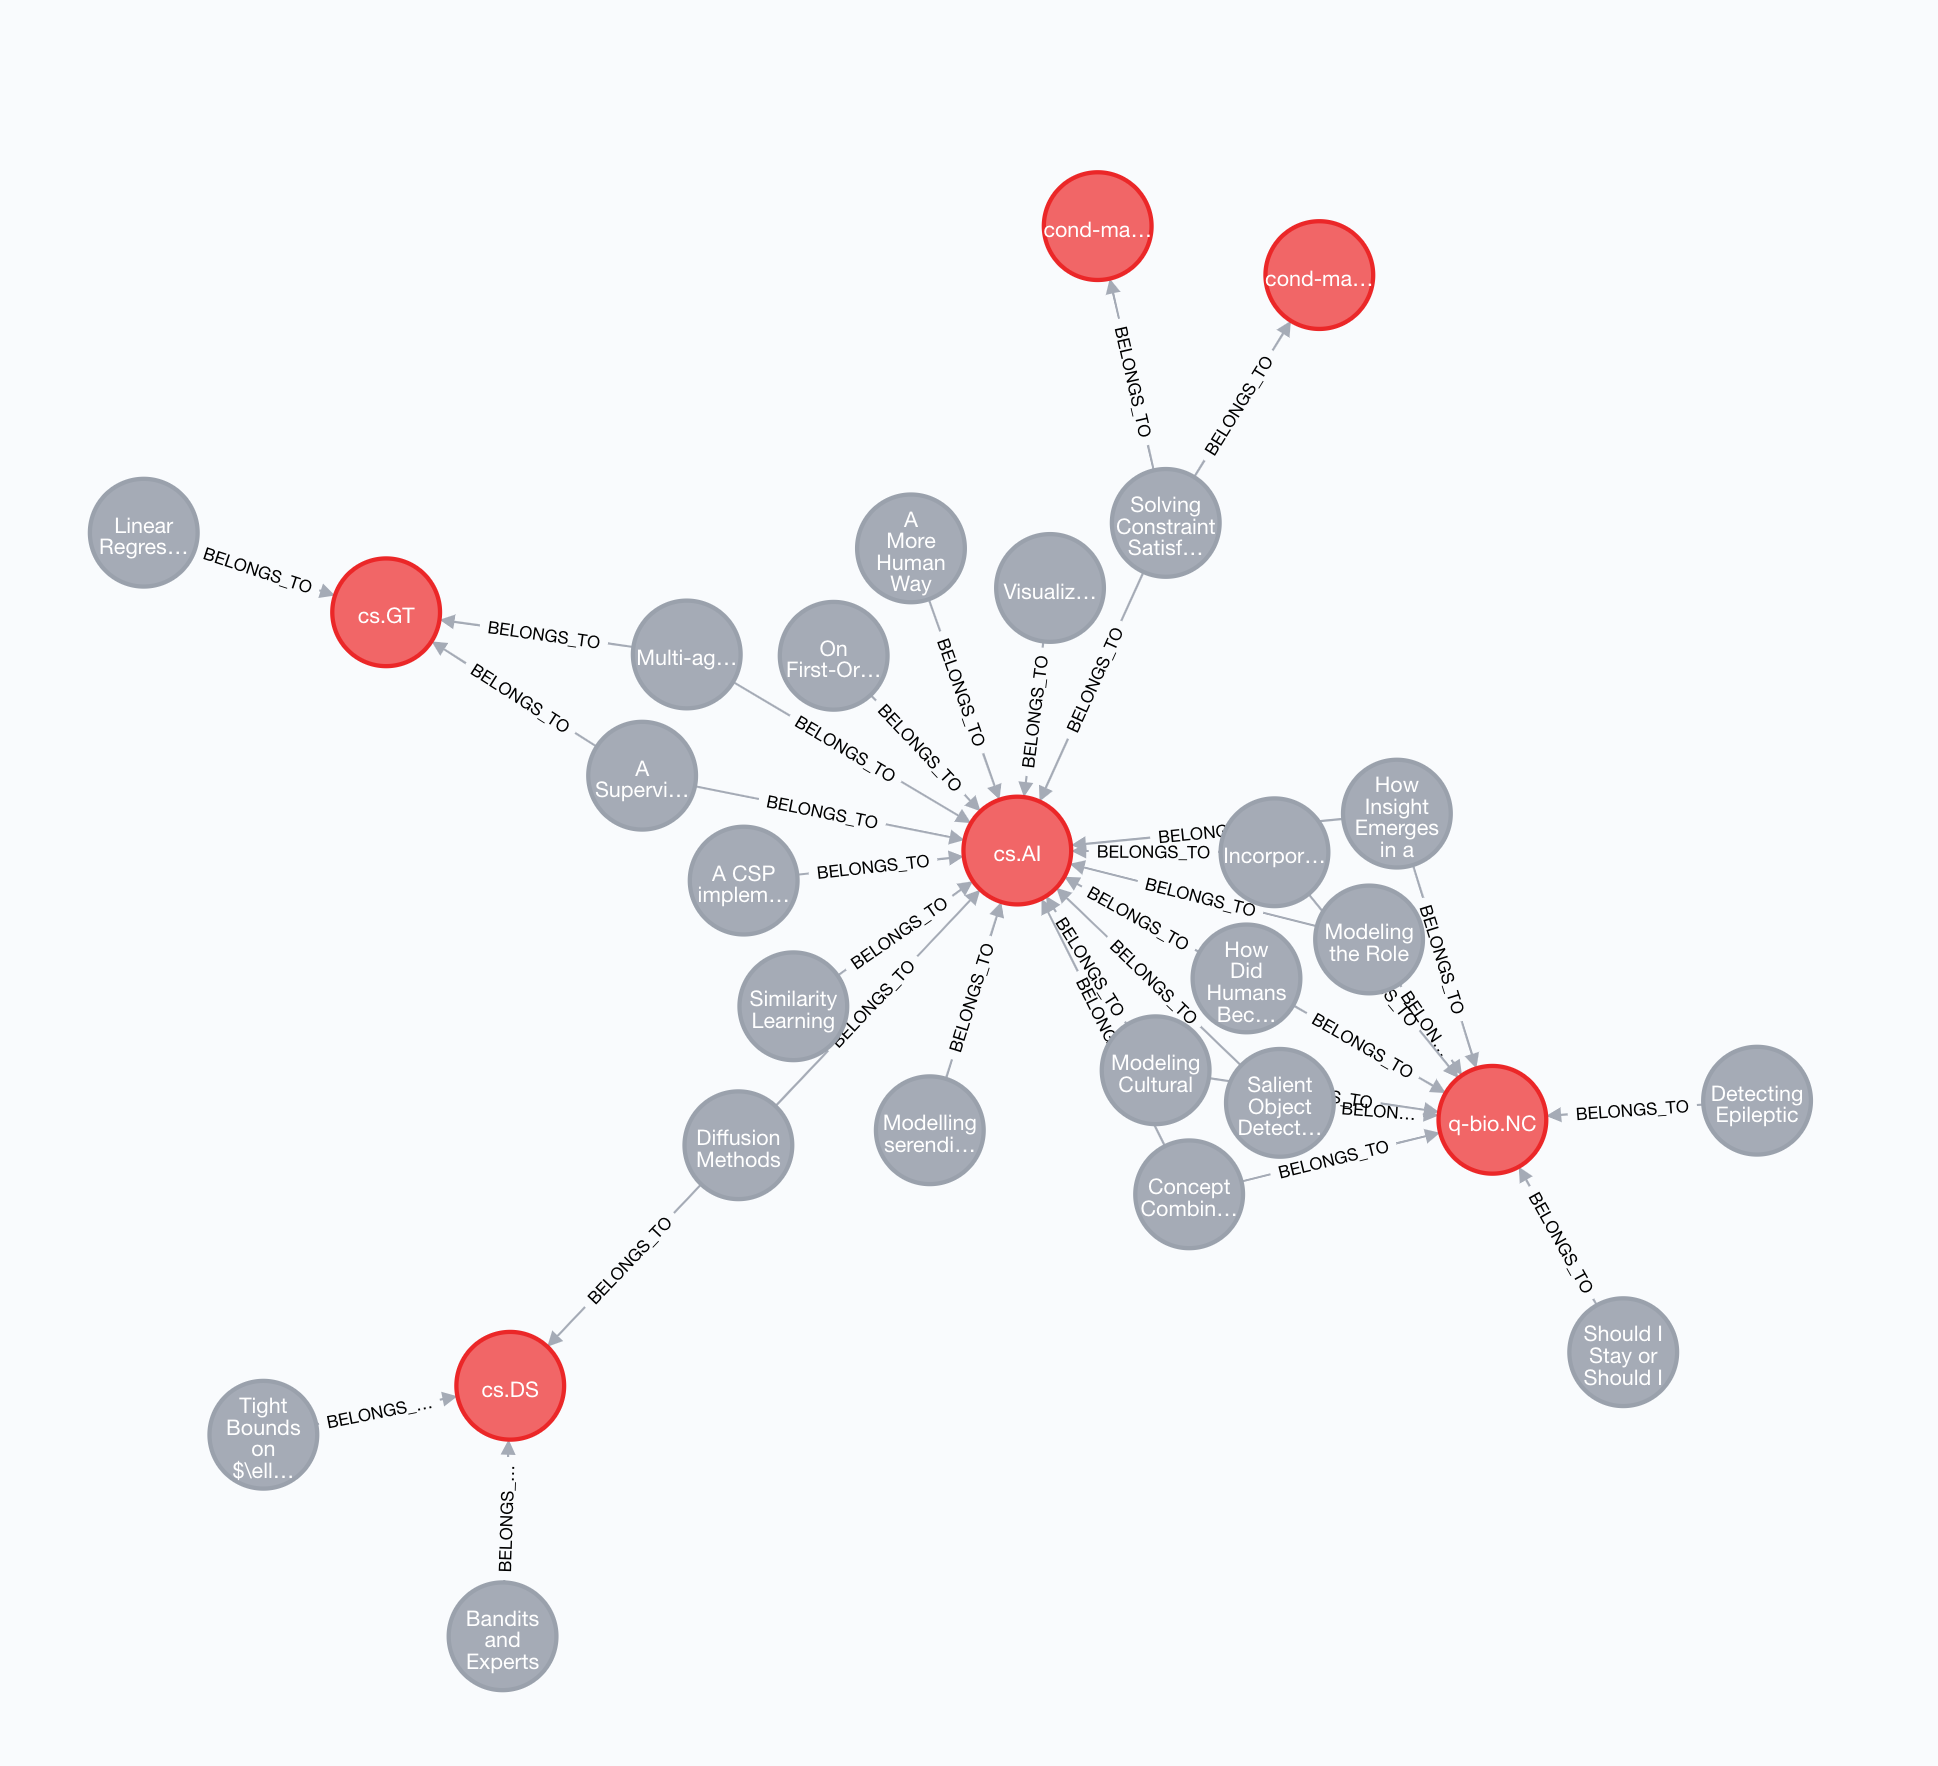 cond-ma…
cond-ma…
BELONGS_TO
BELONGS_TO
Solving
Constraint
Satisf…
A
More
Human
Way
Linear
Regres…
BELONGS_TO
cs.GT
Visualiz…
BELONGS_TO
Multi-ag…
On
First-Or…
BELONGS_TO
BELONGS_TO
BELONGS_TO
BELONGS_TO
BELONGS_TO
BELONGS_TO
A
Supervi…
BELONGS_TO
How
Insight
Emerges
in a
cs.AI
BELONG
BELONGS_TO
Incorpor…
A CSP
implem…
BELONGS_TO
BELONGS_TO
BELONGS_TO
Modeling
the Role
BELONGS_TO
BELONGS_TO
How
Did
Humans
Bec…
BELONGS_TO
BELONGS_TO
BELONGS_TO
BELONG
Similarity
Learning
BELONGS_TO
BELONGS_TO
S_TO
BELON…
BELONGS_TO
Modeling
Cultural
Salient
Object
Detect…
S_TO
BELON…
q-bio.NC
BELONGS_TO
Detecting
Epileptic
Modelling
serendi…
Diffusion
Methods
BELONGS_TO
Concept
Combin…
BELONGS_TO
BELONGS_TO
Should I
Stay or
Should I
cs.DS
Tight
Bounds
on
$\ell…
BELONGS_…
BELONGS_…
Bandits
and
Experts